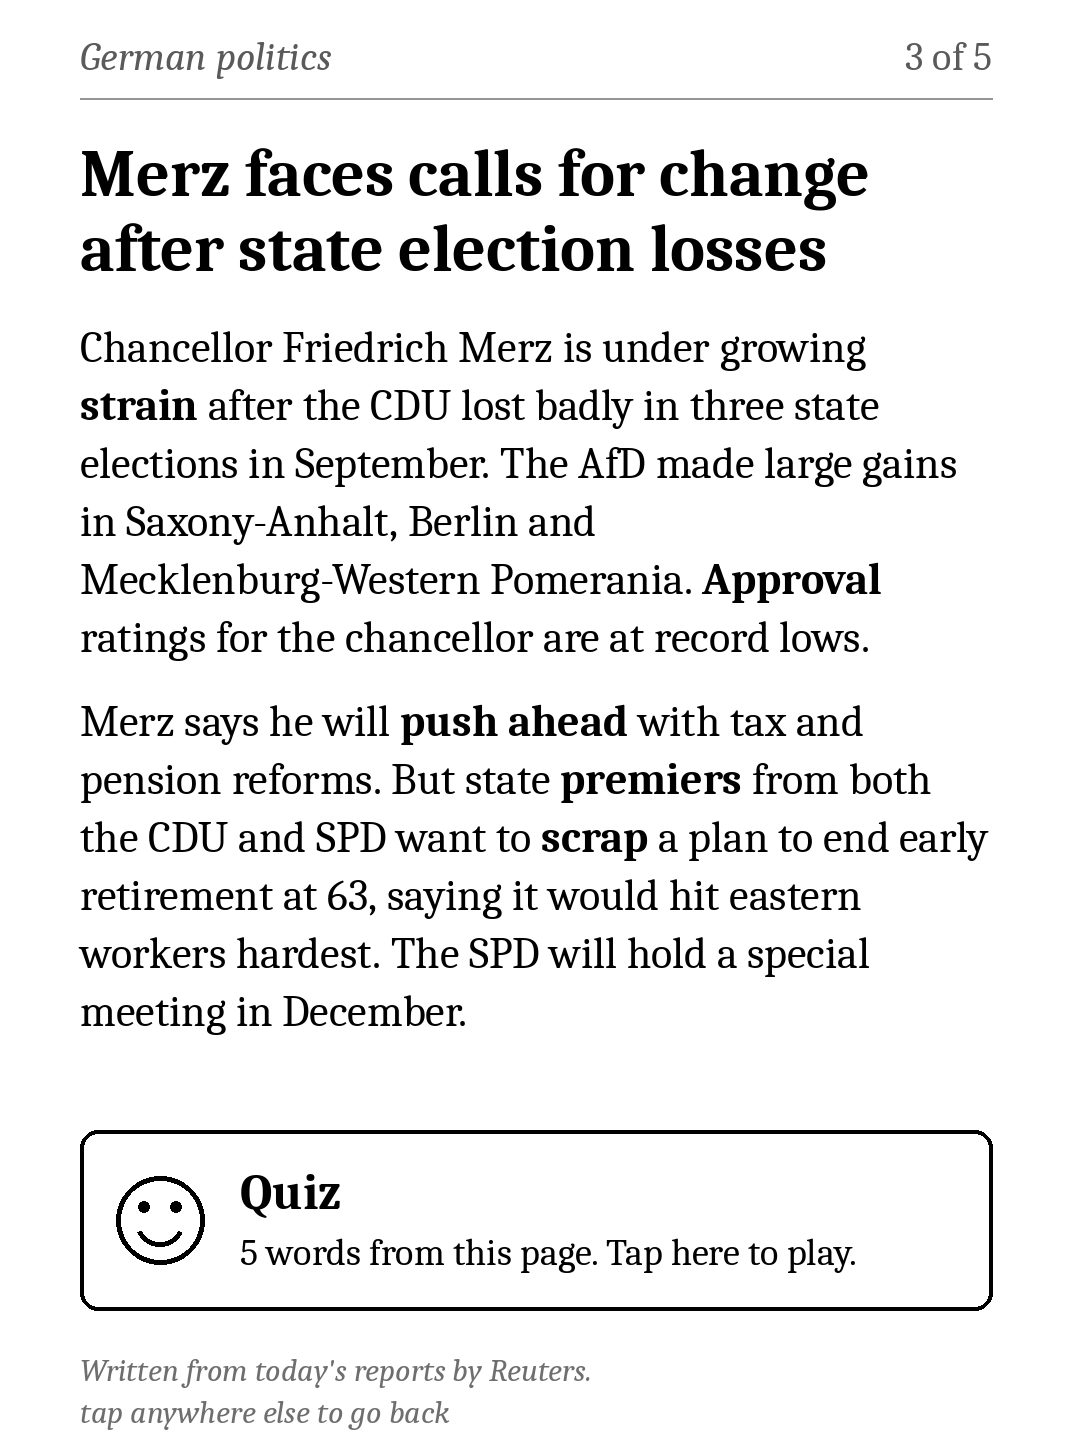 German politics
3 of 5
Merz faces calls for change
after state election losses
Chancellor Friedrich Merz is under growing
strain after the CDU lost badly in three state
elections in September. The AfD made large gains
in Saxony-Anhalt, Berlin and
Mecklenburg-Western Pomerania. Approval
ratings for the chancellor are at record lows.
Merz says he will push ahead with tax and
pension reforms. But state premiers from both
the CDU and SPD want to scrap a plan to end early
retirement at 63, saying it would hit eastern
workers hardest. The SPD will hold a special
meeting in December.
Quiz
5 words from this page. Tap here to play.
Written from today's reports by Reuters.
tap anywhere else to go back